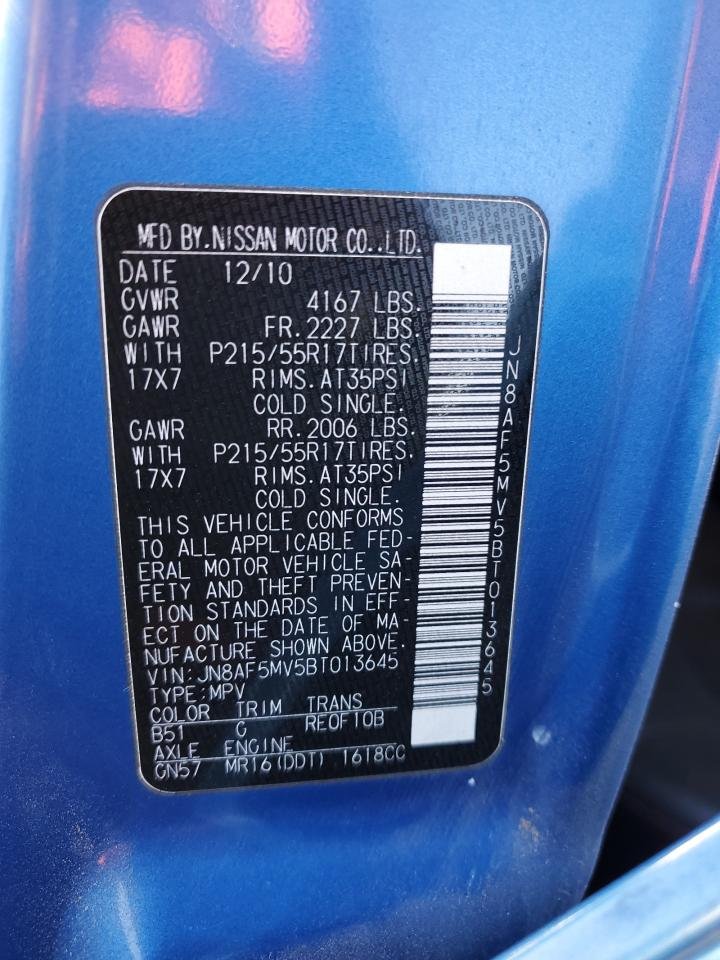 MFD BY.NISSAN MOTOR CO.,LTD.
DATE 12/10
GVWR 4167 LBS.
GAWR FR.2227 LBS.
WITH P215/55R17TIRES.
17X7 RIMS.AT35PSI
COLD SINGLE.
GAWR RR.2006 LBS.
WITH P215/55R17TIRES.
17X7 RIMS.AT35PSI
COLD SINGLE.
THIS VEHICLE CONFORMS
TO ALL APPLICABLE FED-
ERAL MOTOR VEHICLE SA-
FETY AND THEFT PREVEN-
TION STANDARDS IN EFF
ECT ON THE DATE OF MA-
NUFACTURE SHOWN ABOVE.
VIN:JN8AF5MV5BT013645
TYPE:MPV
COLOR TRIM TRANS
B51 C RE0F10B
AXLE ENGINE
GN57 MR16(DDT) 1618CC
JN8AF5MV5BT013645